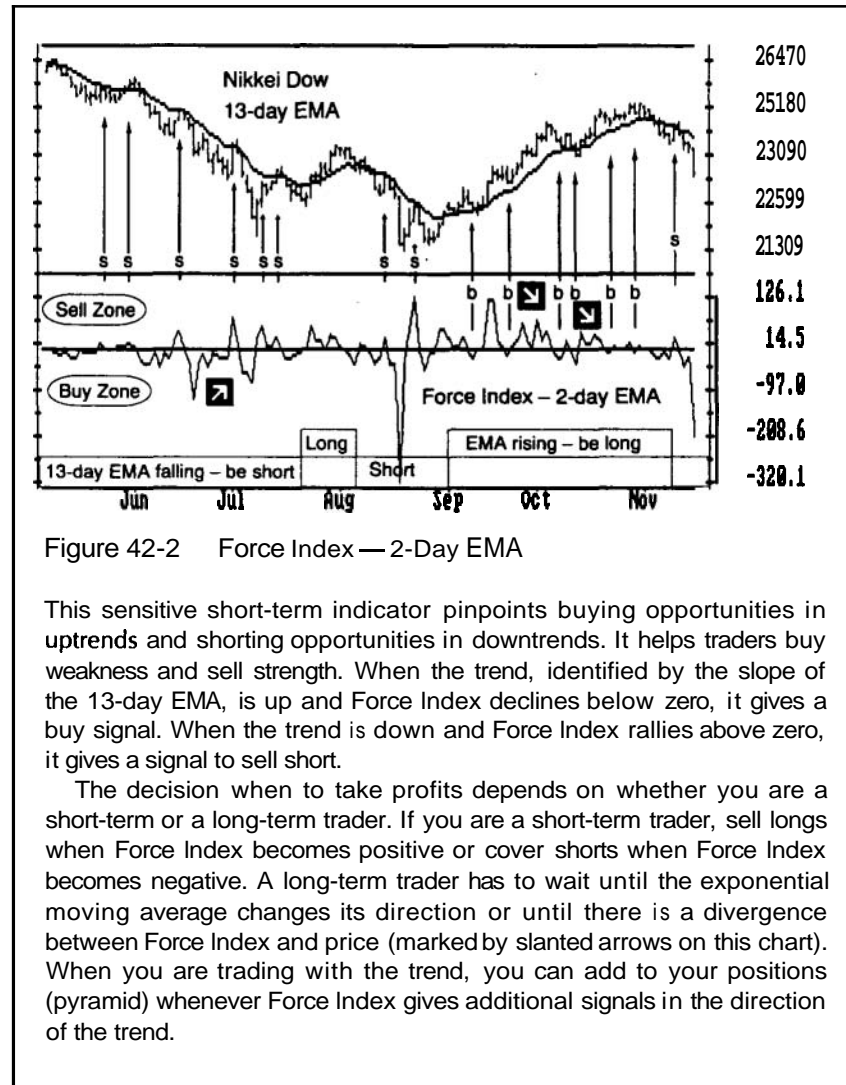 Nikkei Dow
13-day EMA
26470
25180
23090
22599
21309
s s s s s s s s s
b b b b b b
126.1
14.5
-97.0
-208.6
-320.1
Sell Zone
Buy Zone
Force Index – 2-day EMA
Long
EMA rising – be long
13-day EMA falling – be short
Short
Jun Jul Aug Sep Oct Nov
Figure 42-2 Force Index — 2-Day EMA
This sensitive short-term indicator pinpoints buying opportunities in
uptrends and shorting opportunities in downtrends. It helps traders buy
weakness and sell strength. When the trend, identified by the slope of
the 13-day EMA, is up and Force Index declines below zero, it gives a
buy signal. When the trend is down and Force Index rallies above zero,
it gives a signal to sell short.
The decision when to take profits depends on whether you are a
short-term or a long-term trader. If you are a short-term trader, sell longs
when Force Index becomes positive or cover shorts when Force Index
becomes negative. A long-term trader has to wait until the exponential
moving average changes its direction or until there is a divergence
between Force Index and price (marked by slanted arrows on this chart).
When you are trading with the trend, you can add to your positions
(pyramid) whenever Force Index gives additional signals in the direction
of the trend.